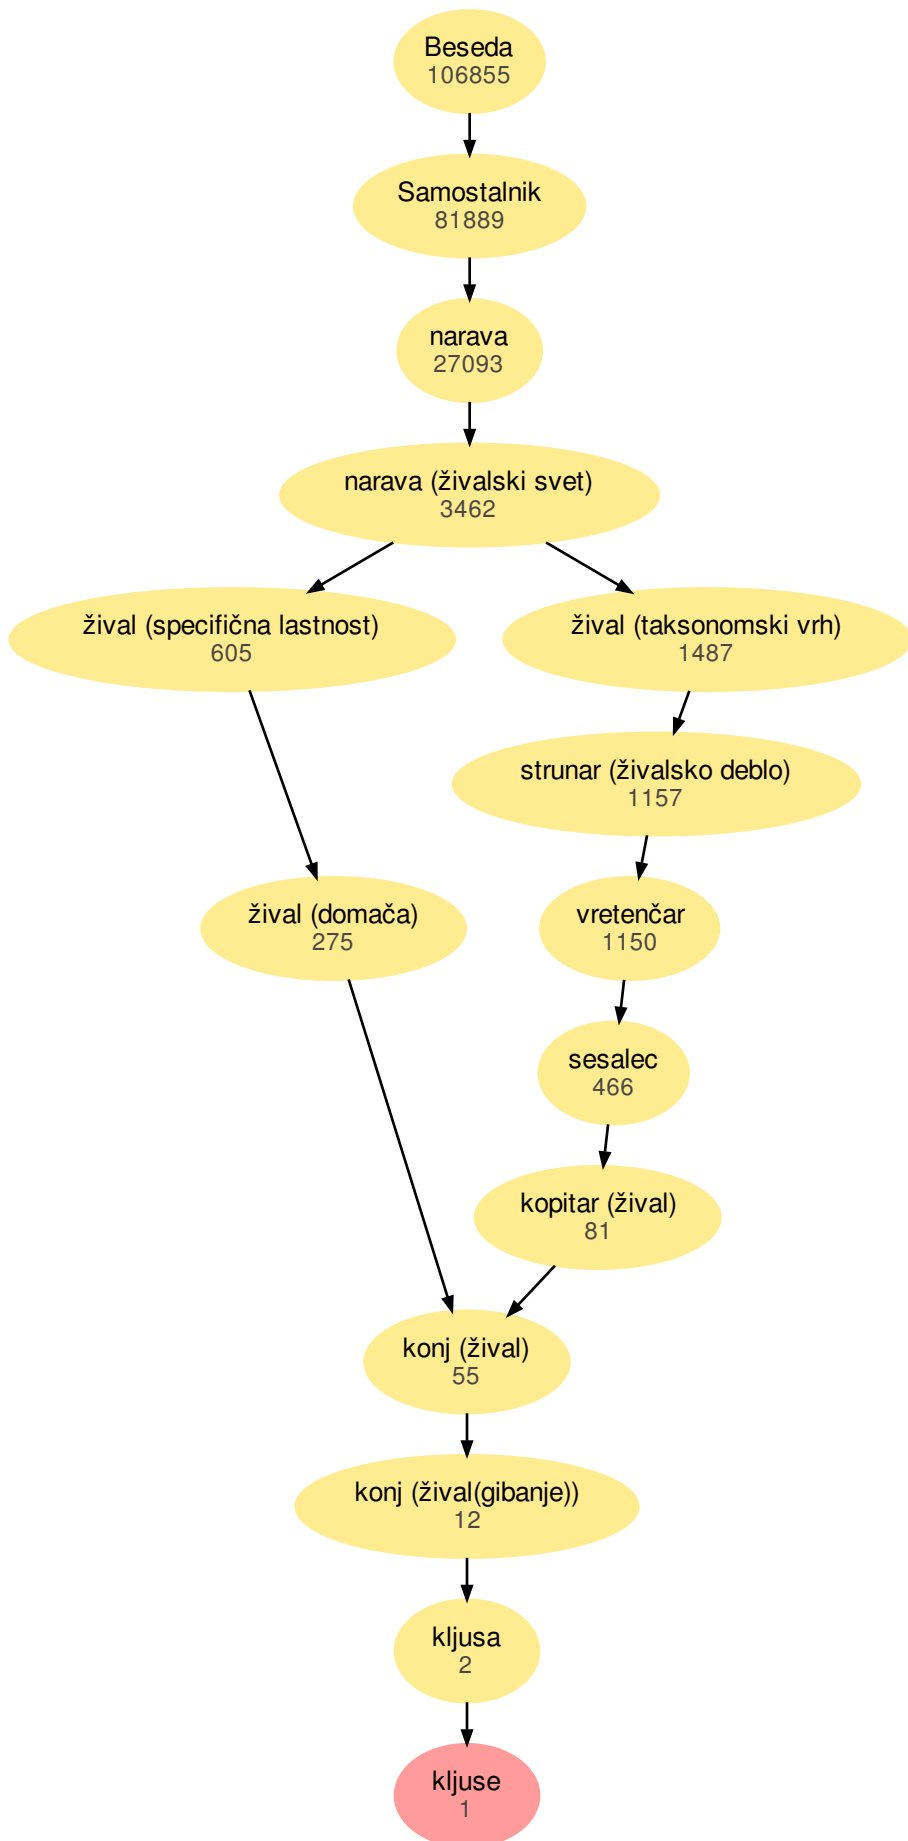 Beseda
106855
Samostalnik
81889
narava
27093
narava (živalski svet)
3462
žival (specifična lastnost)
605
žival (taksonomski vrh)
1487
strunar (živalsko deblo)
1157
žival (domača)
275
vretenčar
1150
sesalec
466
kopitar (žival)
81
konj (žival)
55
konj (žival(gibanje))
12
kljusa
2
kljuse
1